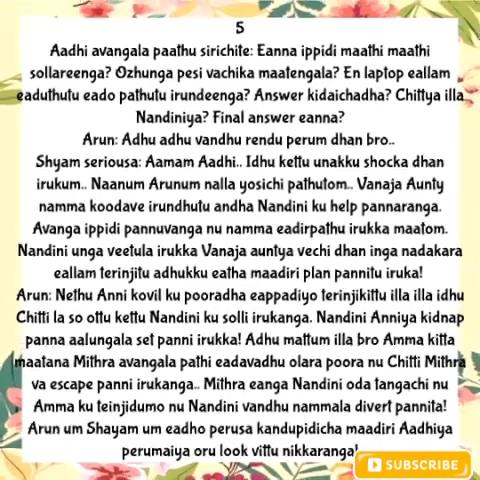 5
Aadhi avangala paathu sirichite: Eanna ippidi maathi maathi
sollareenga? Ozhunga pesi vachika maatengala? En laptop eallam
eaduthutu eado pathutu irundeenga? Answer kidaichadha? Chittya illa
Nandiniya? Final answer eanna?
Arun: Adhu adhu vandhu rendu perum dhan bro..
Shyam seriousa: Aamam Aadhi.. Idhu kettu unakku shocka dhan
irukum.. Naanum Arunum nalla yosichi pathutom.. Vanaja Aunty
namma koodave irundhutu andha Nandini ku help pannaranga.
Avanga ippidi pannuvanga nu namma eadirpathu irukka maatom.
Nandini unga veetula irukka Vanaja auntya vechi dhan inga nadakara
eallam terinjitu adhukku eatha maadiri plan pannitu iruka!
Arun: Nethu Anni kovil ku pooradha eappadiyo terinjikittu illa illa idhu
Chitti la so ottu kettu Nandini ku solli irukanga. Nandini Anniya kidnap
panna aalungala set panni irukka! Adhu mattum illa bro Amma kitta
maatana Mithra avangala pathi eadavadhu olara poora nu Chitti Mithra
va escape panni irukanga.. Mithra eanga Nandini oda tangachi nu
Amma ku teinjidumo nu Nandini vandhu nammala divert pannita!
Arun um Shayam um eadho perusa kandupidicha maadiri Aadhiya
perumaiya oru look vittu nikkaranga!
SUBSCRIBE